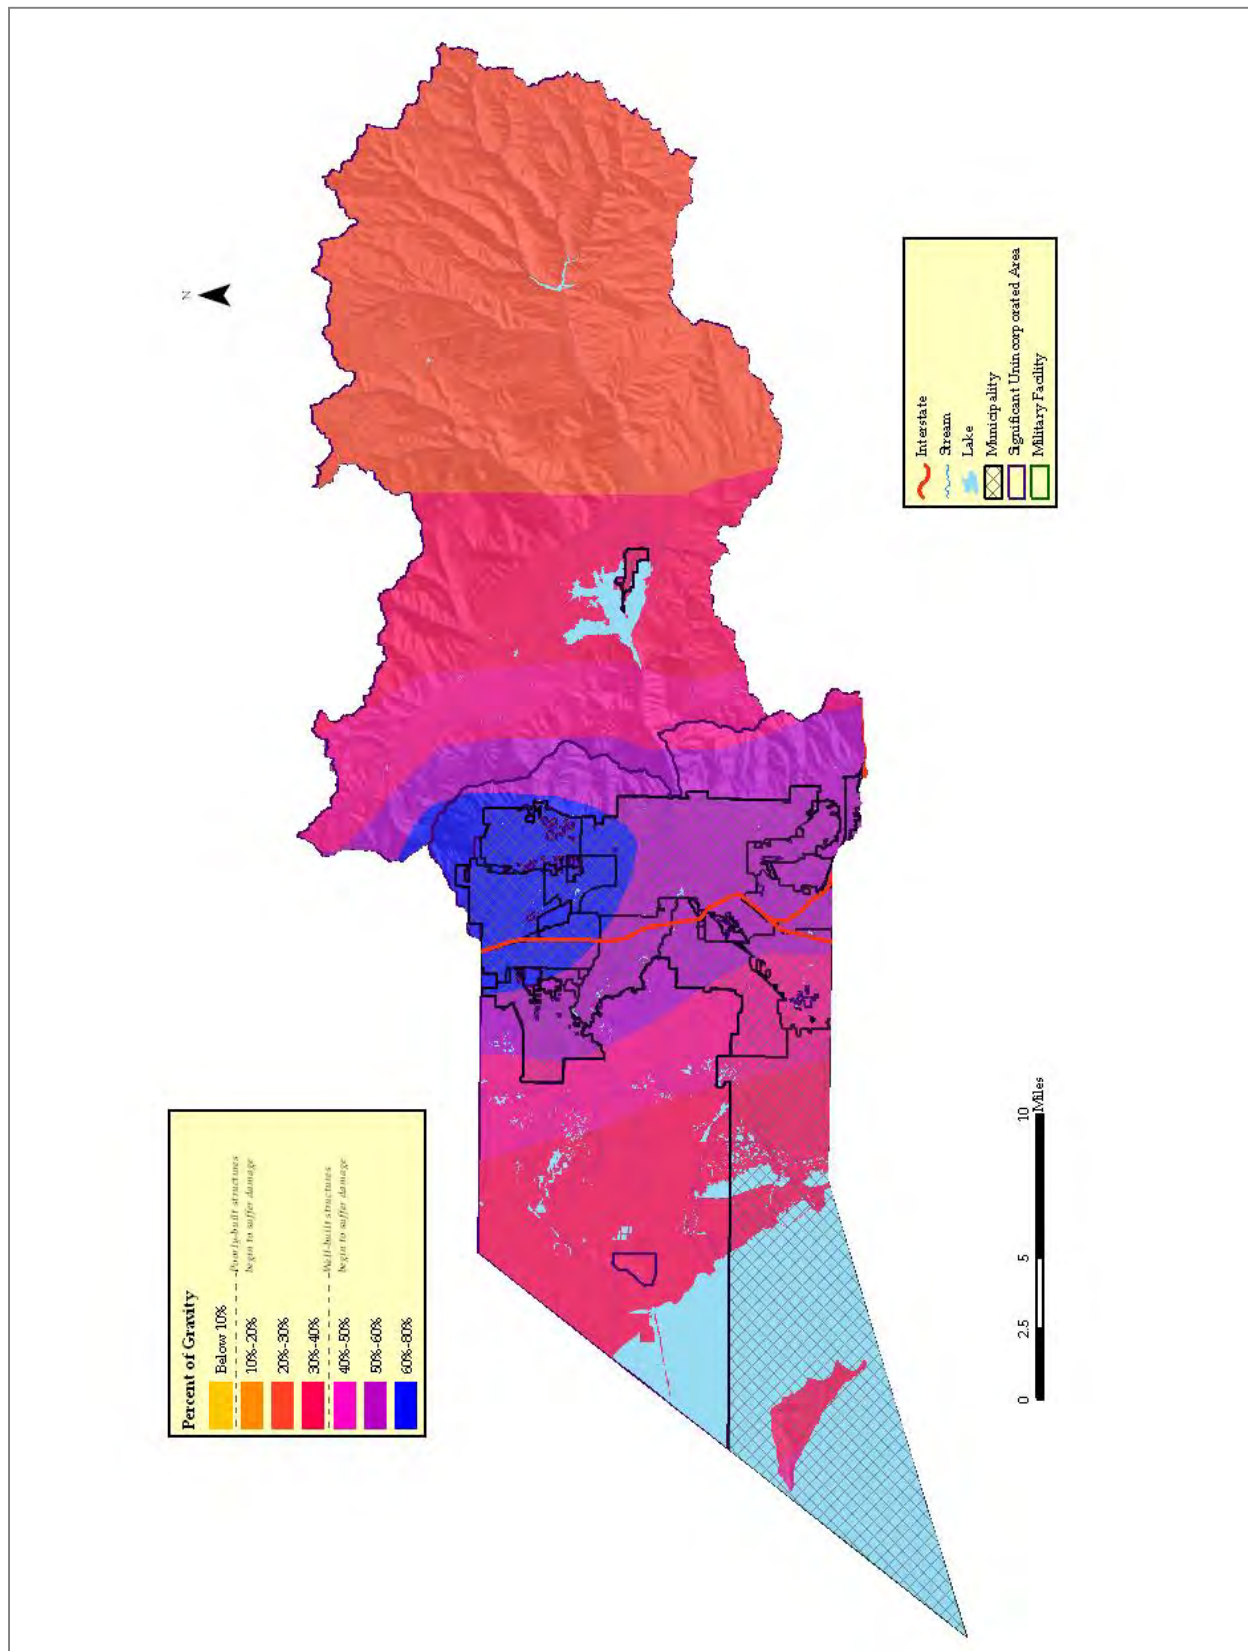 N
Interstate
Stream
Lake
Municipality
Significant Unincorporated Area
Military Facility
Percent of Gravity
Below 10%
Poorly-built structures
begin to suffer damage
10%-20%
20%-30%
30%-40%
Well-built structures
begin to suffer damage
40%-50%
50%-60%
60%-80%
0
2.5
5
10
Miles